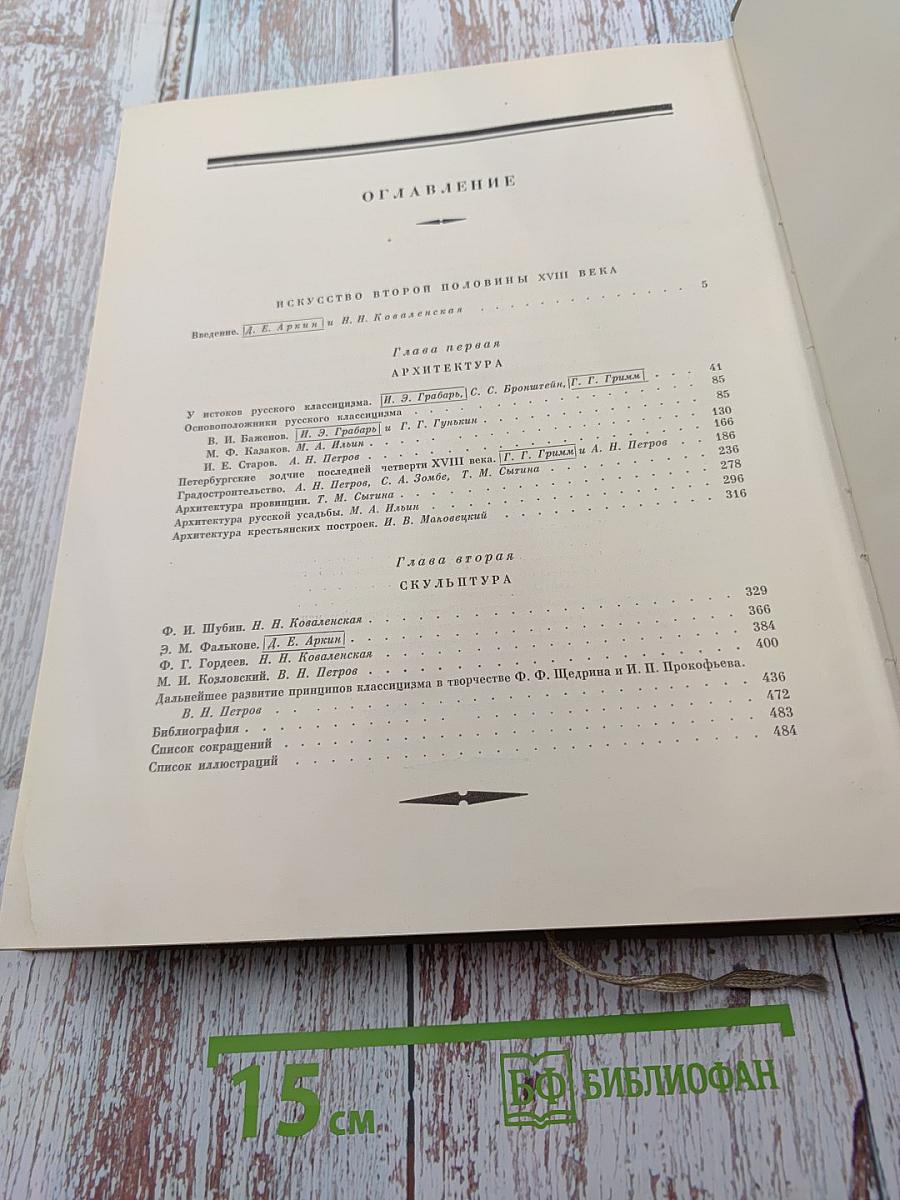 ОГЛАВЛЕНИЕ
ИСКУССТВО ВТОРОЙ ПОЛОВИНЫ XVIII ВЕКА
Введение. Д. Е. Аркин и Н. Н. Коваленская 5
Глава первая
АРХИТЕКТУРА
У истоков русского классицизма. И. Э. Грабарь, С. С. Бронштейн, Г. Г. Гримм 41
Основоположники русского классицизма 85
В. И. Баженов. И. Э. Грабарь и Г. Г. Гунькин 85
М. Ф. Казаков. М. А. Ильин 130
И. Е. Старов. А. Н. Петров 166
Петербургские зодчие последней четверти XVIII века. Г. Г. Гримм и А. Н. Петров 186
Градостроительство. А. Н. Петров, С. А. Зомбе, Т. М. Сытина 236
Архитектура провинции. Т. М. Сытина 278
Архитектура русской усадьбы. М. А. Ильин 296
Архитектура крестьянских построек. И. В. Маковецкий 316
Глава вторая
СКУЛЬПТУРА
Ф. И. Шубин. Н. Н. Коваленская 329
Э. М. Фальконе. Д. Е. Аркин 366
Ф. Г. Гордеев. Н. Н. Коваленская 384
М. И. Козловский. В. Н. Петров 400
Дальнейшее развитие принципов классицизма в творчестве Ф. Ф. Щедрина и И. П. Прокофьева.
В. Н. Петров 436
Библиография 472
Список сокращений 483
Список иллюстраций 484
15 см
БФ БИБЛИОФАН